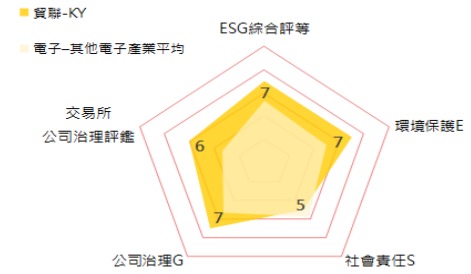 貿聯-KY
電子–其他電子產業平均
ESG綜合評等
7
交易所
公司治理評鑑
6
7
環境保護E
5
7
公司治理G
社會責任S